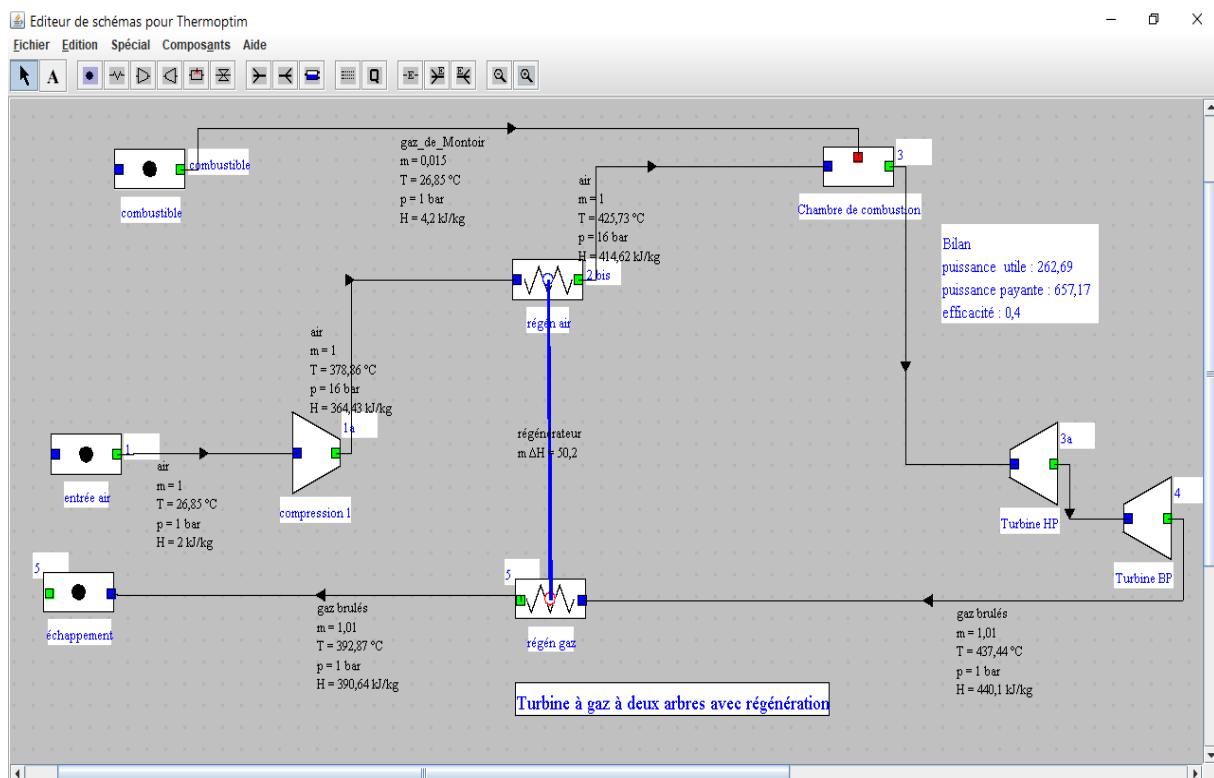 Editeur de schémas pour Thermoptim
Fichier Edition Spécial Composants Aide
A
Q
-E-
E
E
combustible
combustible
gaz_de_Montoir
m = 0,015
T = 26,85 °C
p = 1 bar
H = 4,2 kJ/kg
air
m = 1
T = 425,73 °C
p = 16 bar
H = 414,62 kJ/kg
3
Chambre de combustion
Bilan
puissance utile : 262,69
puissance payante : 657,17
efficacité : 0,4
2 bis
régén air
air
m = 1
T = 378,86 °C
p = 16 bar
H = 364,43 kJ/kg
1a
compression 1
1
entrée air
air
m = 1
T = 26,85 °C
p = 1 bar
H = 2 kJ/kg
régénérateur
m ΔH = 50,2
3a
Turbine HP
4
Turbine BP
5
échappement
gaz brulés
m = 1,01
T = 392,87 °C
p = 1 bar
H = 390,64 kJ/kg
5
régén gaz
gaz brulés
m = 1,01
T = 437,44 °C
p = 1 bar
H = 440,1 kJ/kg
Turbine à gaz à deux arbres avec régénération